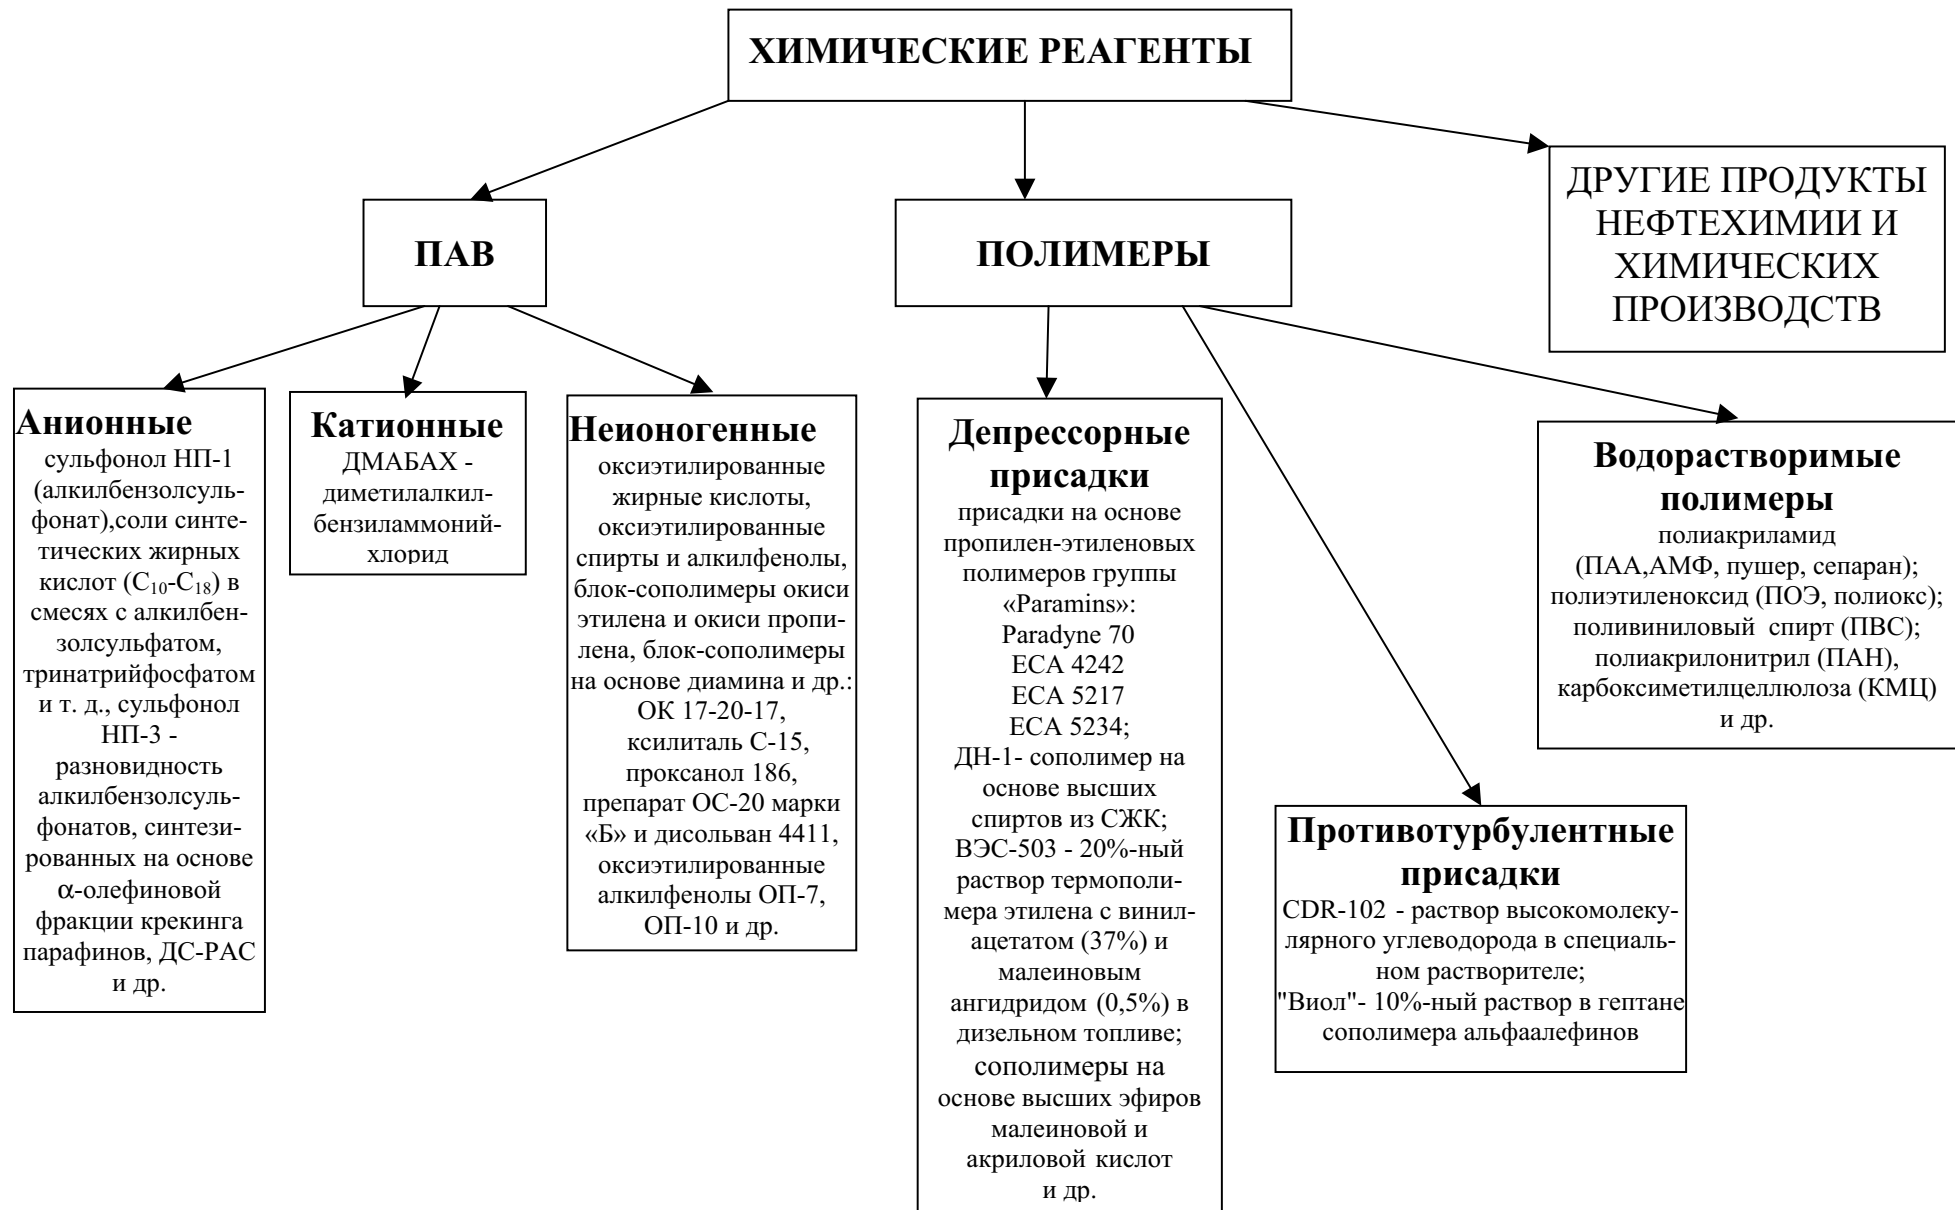 ХИМИЧЕСКИЕ РЕАГЕНТЫ
ПАВ
ПОЛИМЕРЫ
ДРУГИЕ ПРОДУКТЫ
НЕФТЕХИМИИ И
ХИМИЧЕСКИХ
ПРОИЗВОДСТВ
Анионные
сульфонол НП-1
(алкилбензолсуль-
фонат),соли синте-
тических жирных
кислот (C₁₀-C₁₈) в
смесях с алкилбен-
золсульфатом,
тринатрийфосфатом
и т. д., сульфонол
НП-3 -
разновидность
алкилбензолсуль-
фонатов, синтези-
рованных на основе
α-олефиновой
фракции крекинга
парафинов, ДС-РАС
и др.
Катионные
ДМАБАХ -
диметилалкил-
бензиламмоний-
хлорид
Неионогенные
оксиэтилированные
жирные кислоты,
оксиэтилированные
спирты и алкилфенолы,
блок-сополимеры окиси
этилена и окиси пропи-
лена, блок-сополимеры
на основе диамина и др.:
ОК 17-20-17,
ксилиталь С-15,
проксанол 186,
препарат ОС-20 марки
«Б» и дисольван 4411,
оксиэтилированные
алкилфенолы ОП-7,
ОП-10 и др.
Депрессорные
присадки
присадки на основе
пропилен-этиленовых
полимеров группы
«Paramins»:
Paradyne 70
ECA 4242
ECA 5217
ECA 5234;
ДН-1- сополимер на
основе высших
спиртов из СЖК;
ВЭС-503 - 20%-ный
раствор термополи-
мера этилена с винил-
ацетатом (37%) и
малеиновым
ангидридом (0,5%) в
дизельном топливе;
сополимеры на
основе высших эфиров
малеиновой и
акриловой кислот
и др.
Противотурбулентные
присадки
CDR-102 - раствор высокомолеку-
лярного углеводорода в специаль-
ном растворителе;
"Виол"- 10%-ный раствор в гептане
сополимера альфаалефинов
Водорастворимые
полимеры
полиакриламид
(ПАА,АМФ, пушер, сепаран);
полиэтиленоксид (ПОЭ, полиокс);
поливиниловый спирт (ПВС);
полиакрилонитрил (ПАН),
карбоксиметилцеллюлоза (КМЦ)
и др.